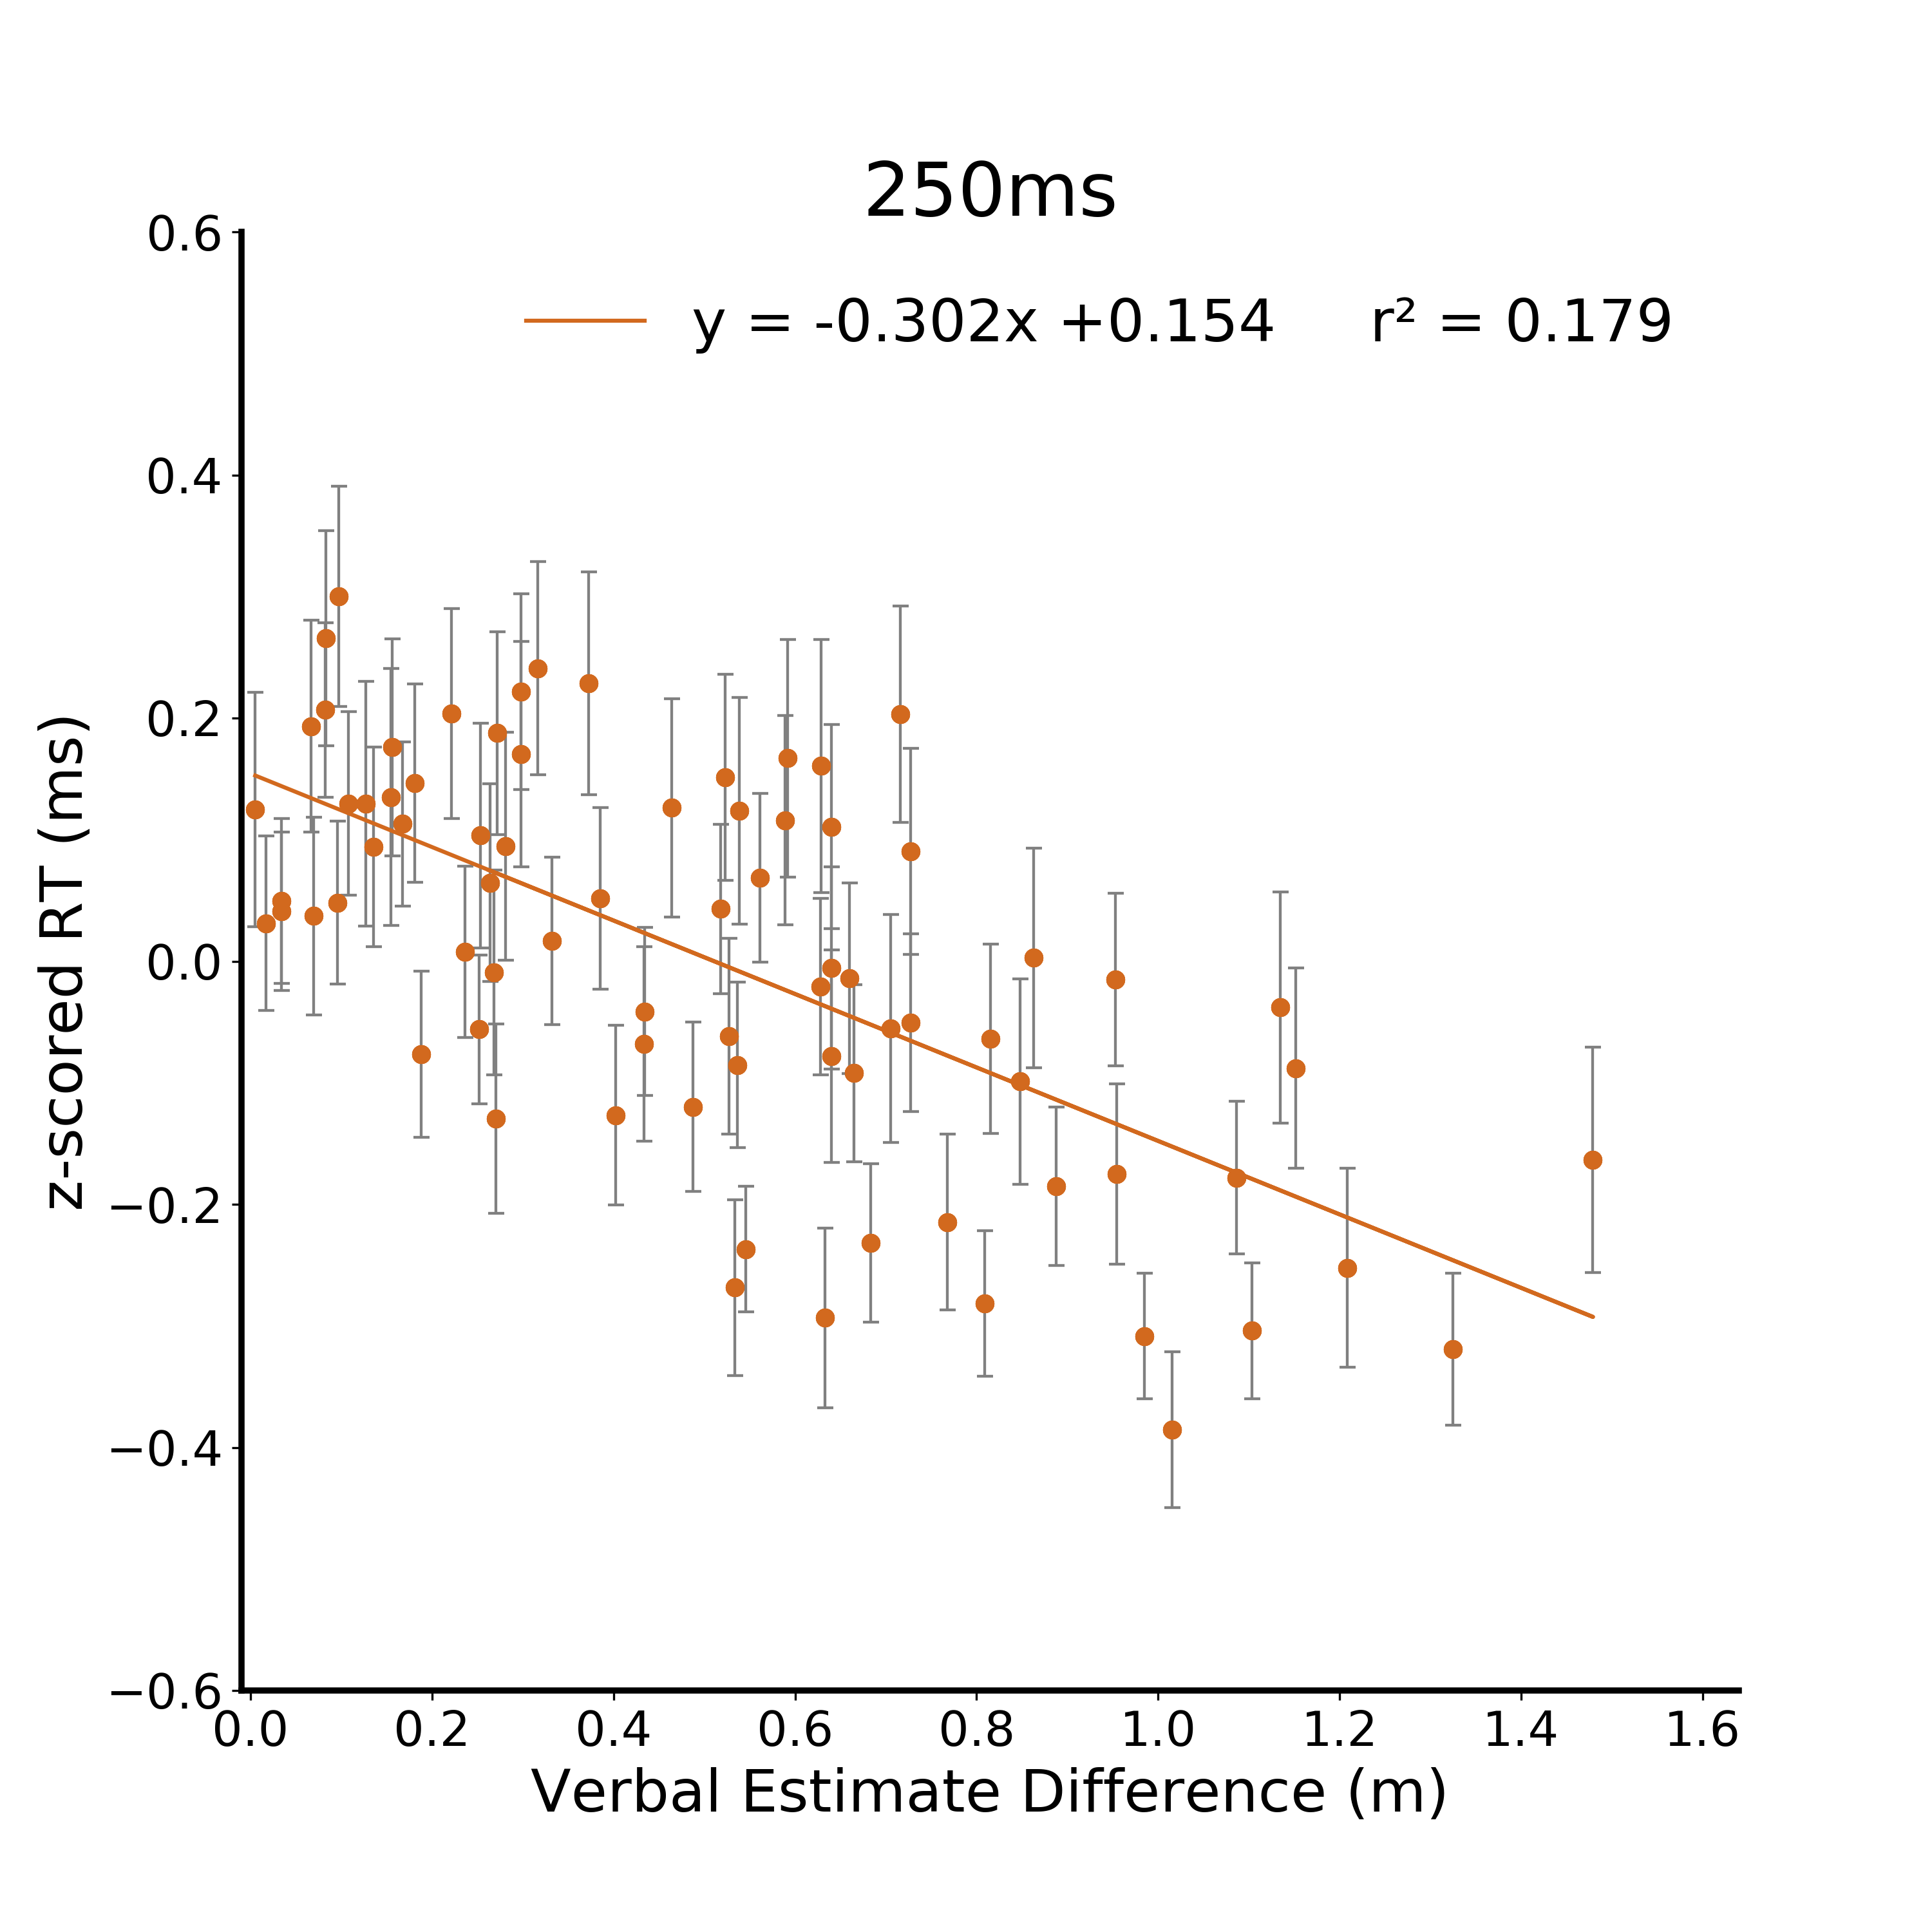 250ms
y = -0.302x +0.154 r² = 0.179
0.6
0.4
0.2
0.0
−0.2
−0.4
−0.6
z-scored RT (ms)
0.0 0.2 0.4 0.6 0.8 1.0 1.2 1.4 1.6
Verbal Estimate Difference (m)